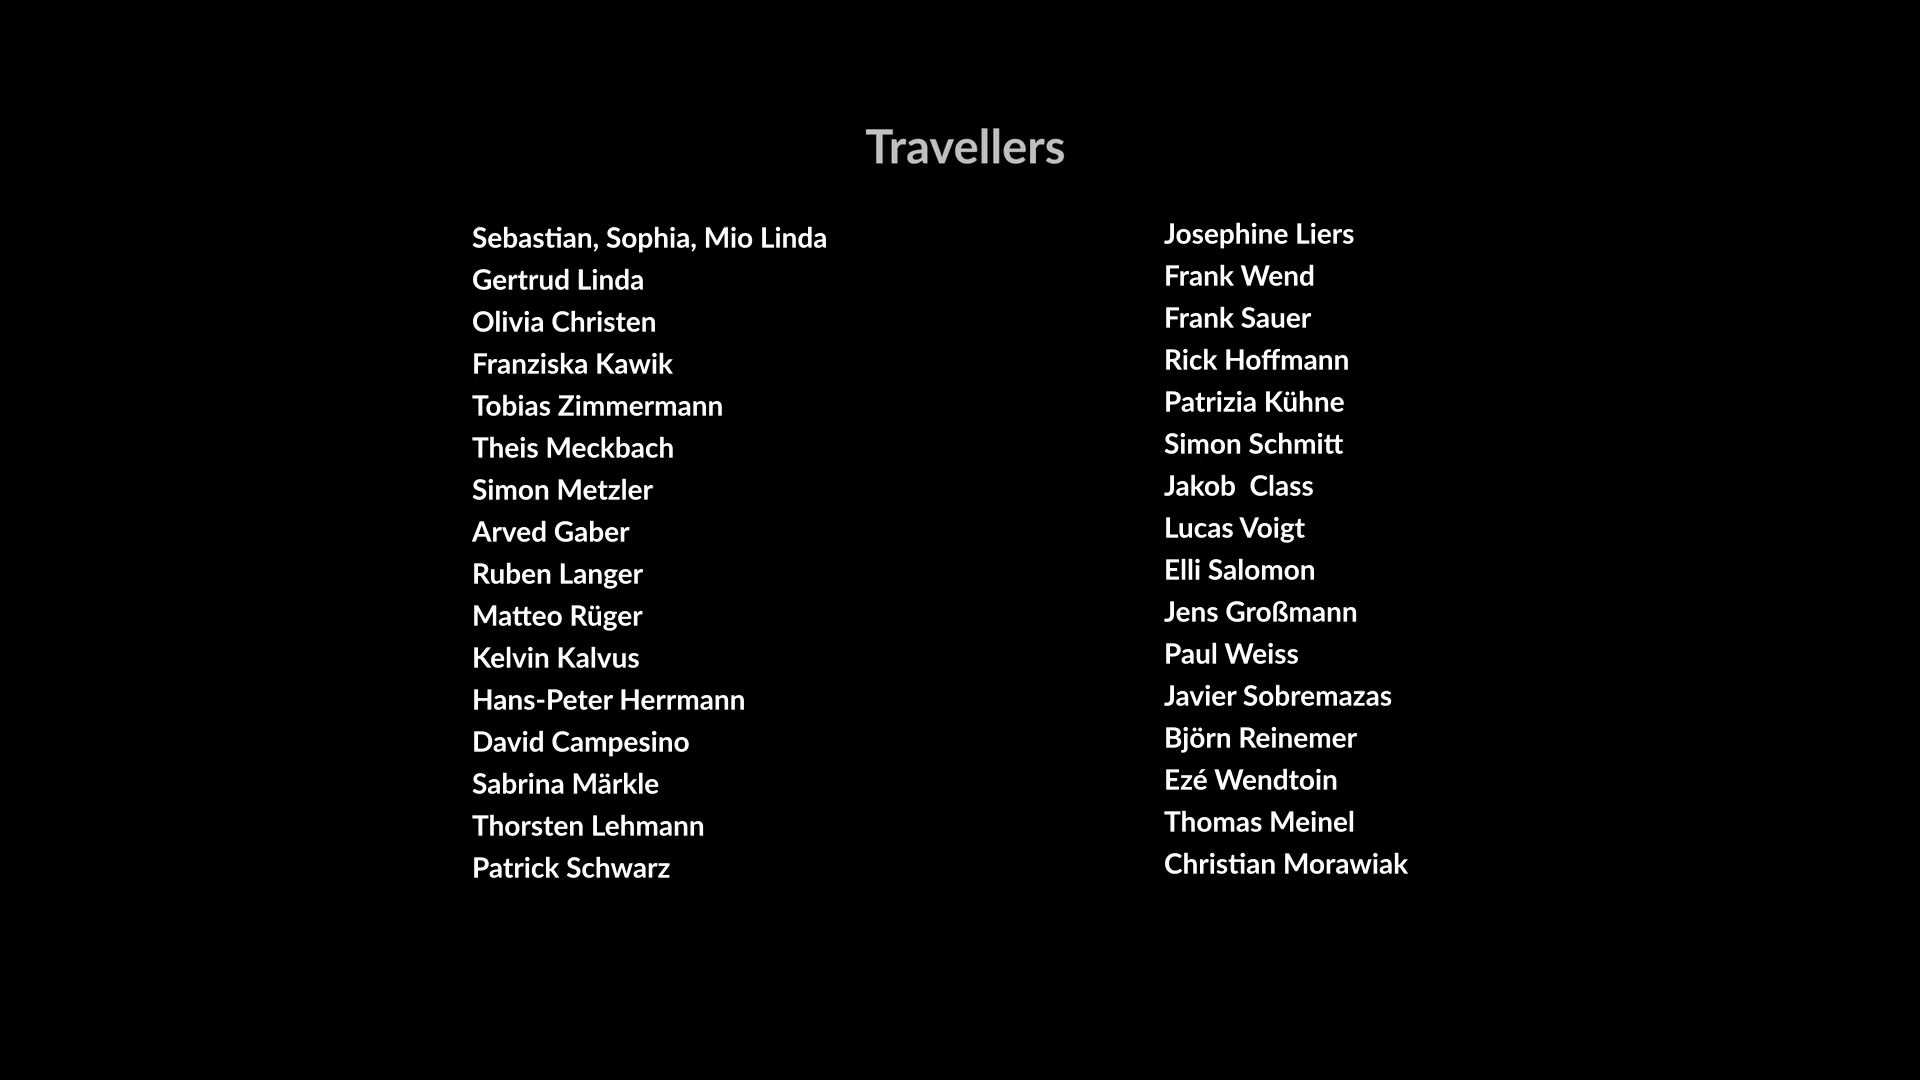 Travellers
Sebastian, Sophia, Mio Linda
Gertrud Linda
Olivia Christen
Franziska Kawik
Tobias Zimmermann
Theis Meckbach
Simon Metzler
Arved Gaber
Ruben Langer
Matteo Rüger
Kelvin Kalvus
Hans-Peter Herrmann
David Campesino
Sabrina Märkle
Thorsten Lehmann
Patrick Schwarz
Josephine Liers
Frank Wend
Frank Sauer
Rick Hoffmann
Patrizia Kühne
Simon Schmitt
Jakob  Class
Lucas Voigt
Elli Salomon
Jens Großmann
Paul Weiss
Javier Sobremazas
Björn Reinemer
Ezé Wendtoin
Thomas Meinel
Christian Morawiak